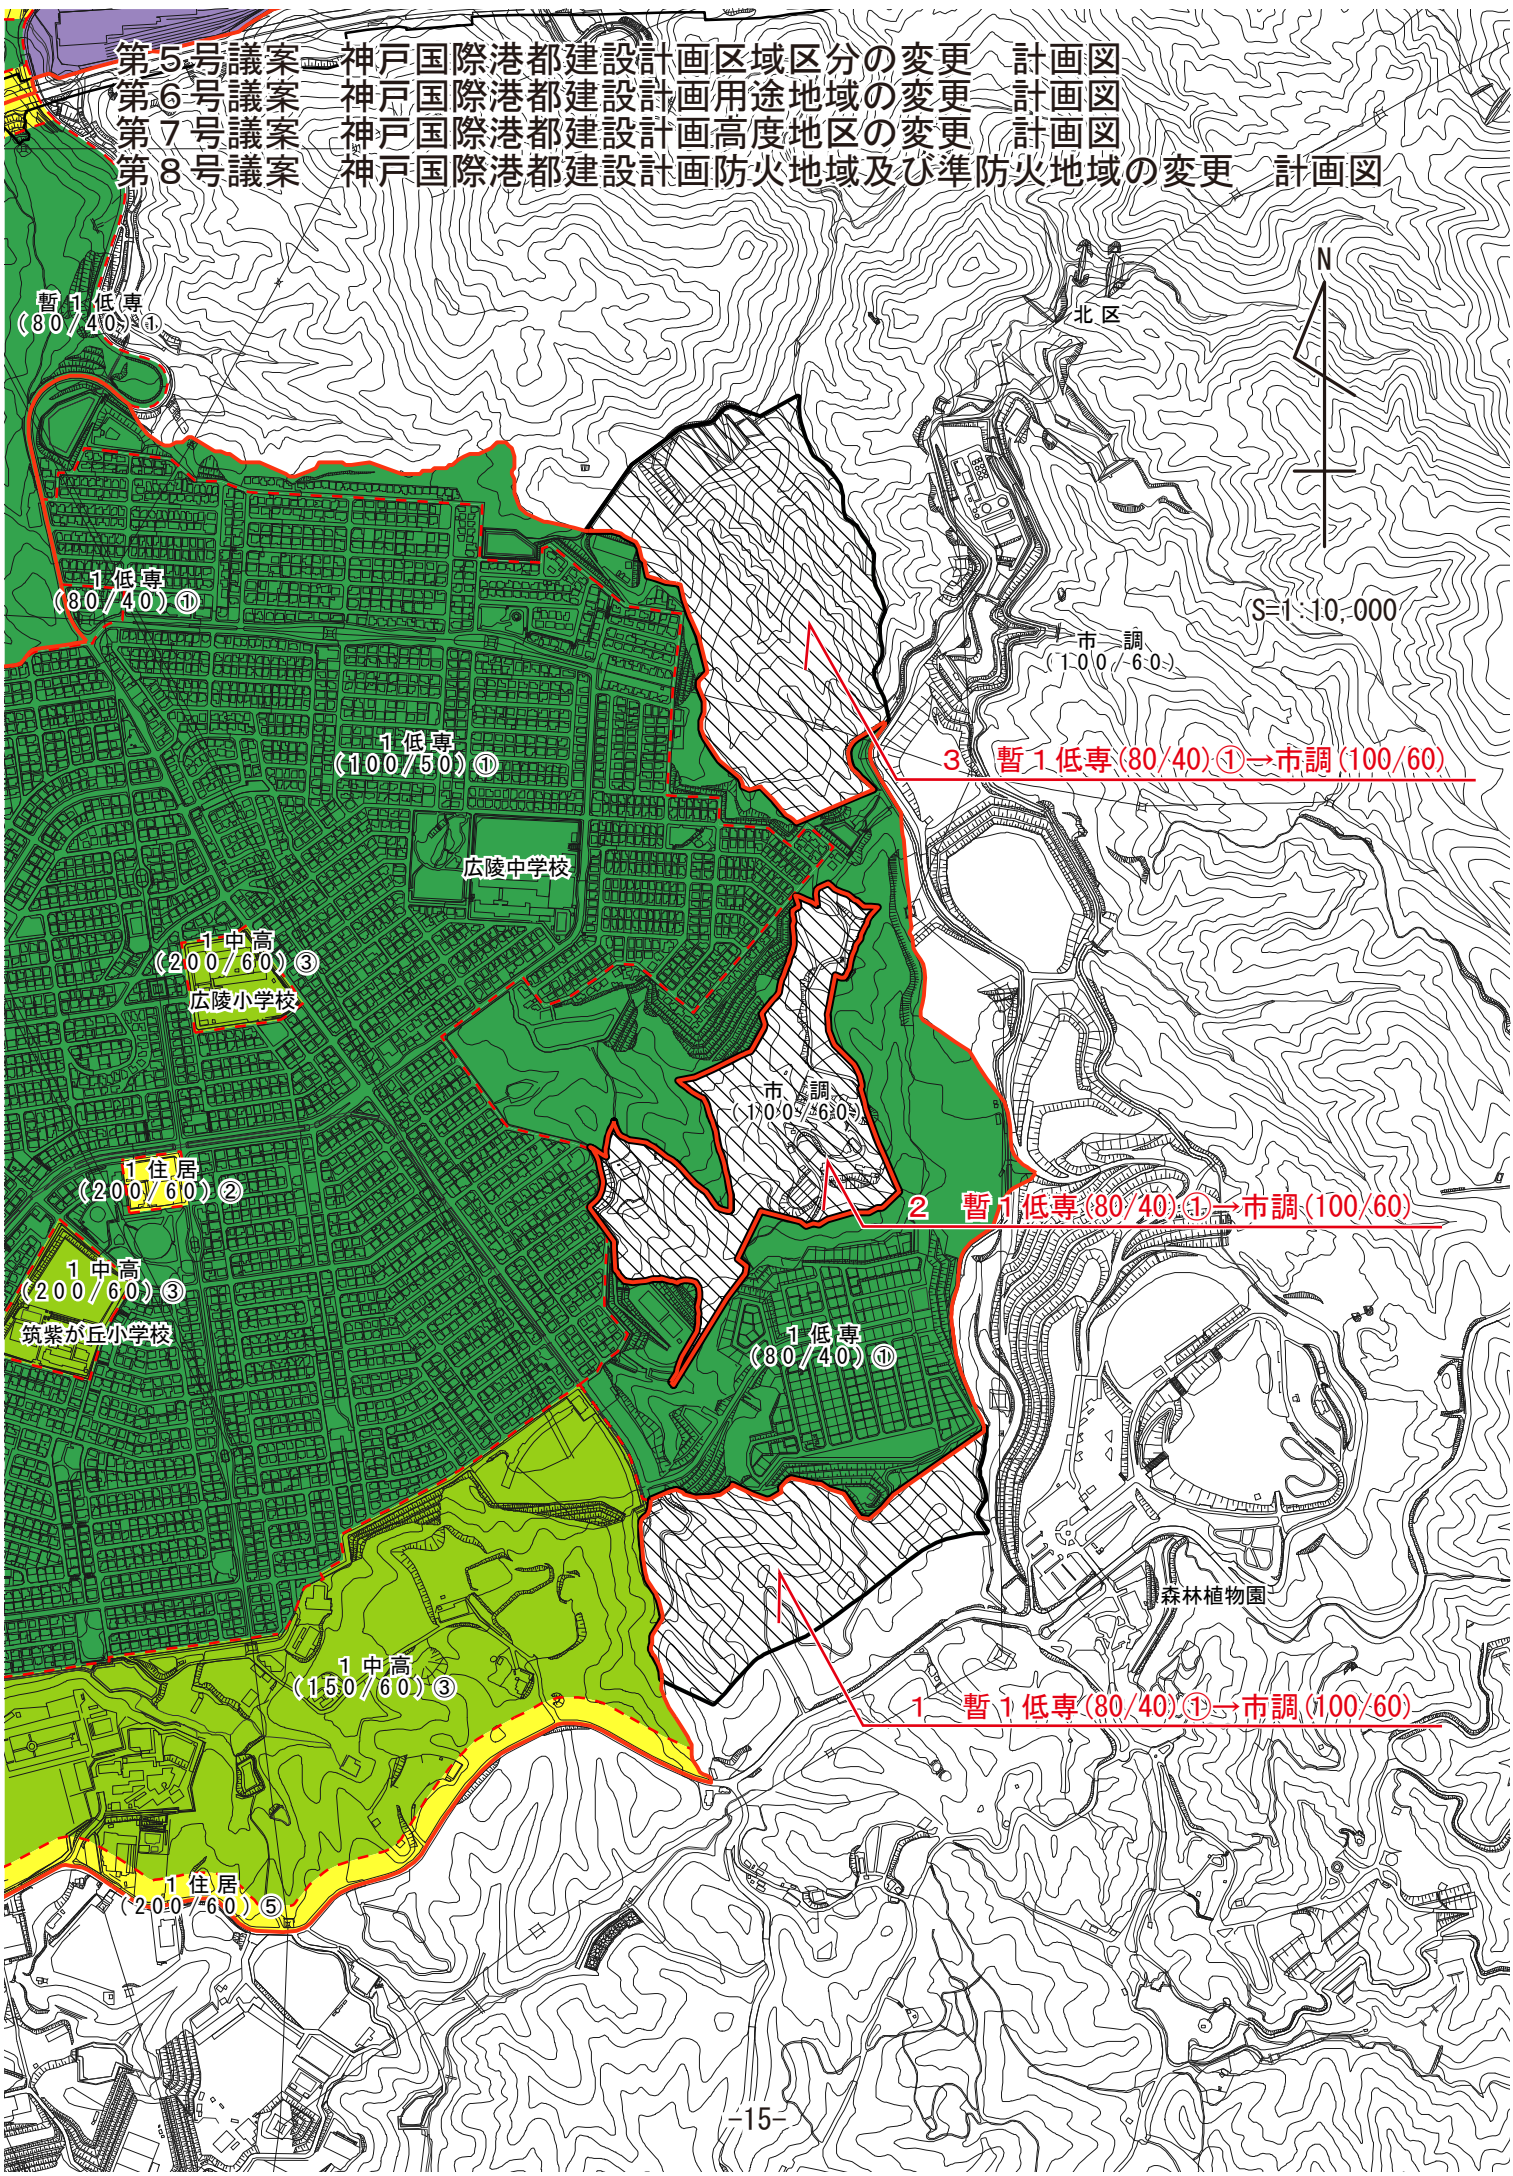 第５号議案　神戸国際港都建設計画区域区分の変更　計画図
第６号議案　神戸国際港都建設計画用途地域の変更　計画図
第７号議案　神戸国際港都建設計画高度地区の変更　計画図
第８号議案　神戸国際港都建設計画防火地域及び準防火地域の変更　計画図
N
暫１低専
(80/40)①
北区
1低専
(80/40)①
S=1:10,000
市　調
(100/60)
1低専
(100/50)①
３　暫１低専(80/40)①→市調(100/60)
広陵中学校
1中高
(200/60)③
広陵小学校
市　調
(100/60)
1住居
(200/60)②
２　暫１低専(80/40)①→市調(100/60)
1中高
(200/60)③
筑紫が丘小学校
1低専
(80/40)①
森林植物園
1中高
(150/60)③
１　暫１低専(80/40)①→市調(100/60)
1住居
(200/60)⑤
-15-